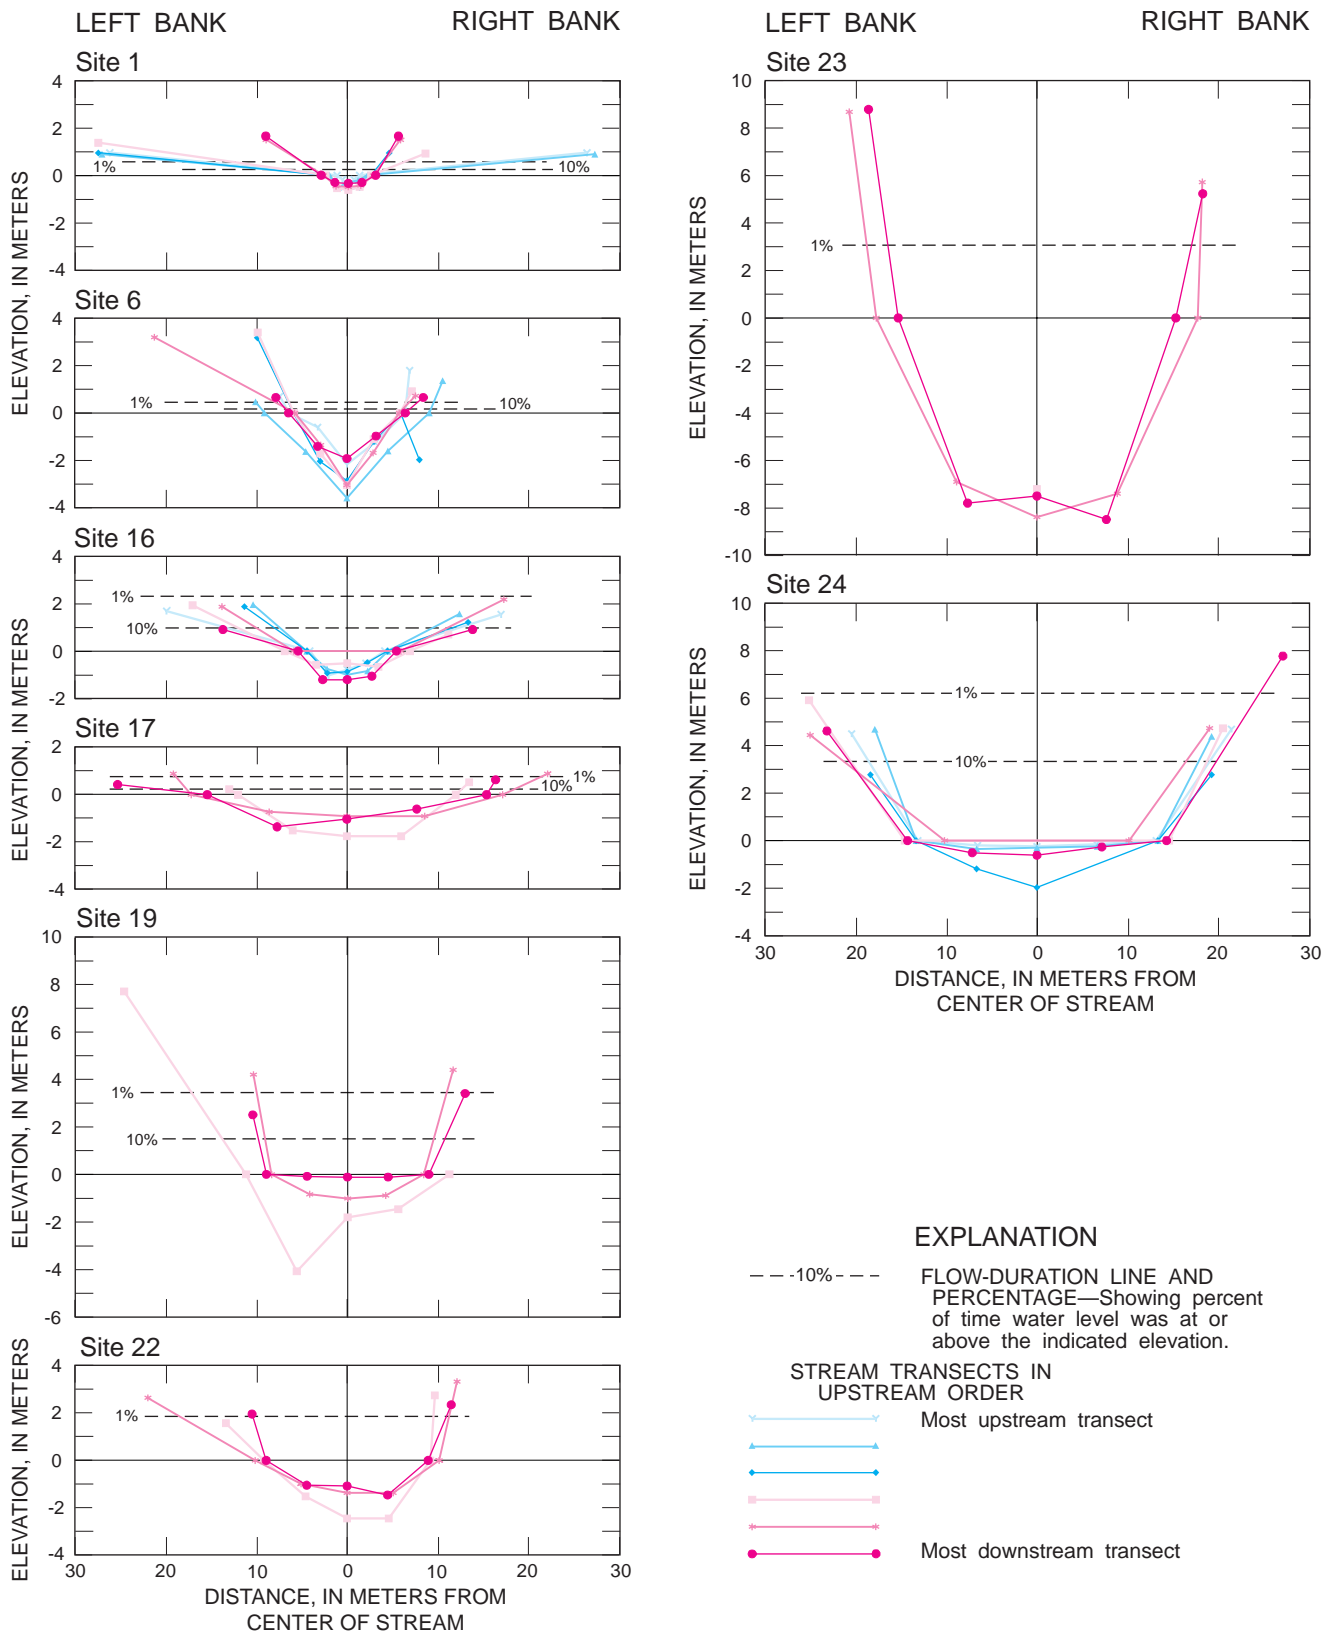 LEFT BANK
RIGHT BANK
Site 1
ELEVATION, IN METERS
4
2
0
-2
-4
1%
10%
Site 6
4
2
0
-2
-4
1%
10%
Site 16
ELEVATION, IN METERS
4
2
0
-2
1%
10%
Site 17
2
0
-2
-4
1%
10%
Site 19
ELEVATION, IN METERS
10
8
6
4
2
0
-2
-4
-6
1%
10%
Site 22
ELEVATION, IN METERS
4
2
0
-2
-4
1%
30
20
10
0
10
20
30
DISTANCE, IN METERS FROM
CENTER OF STREAM
LEFT BANK
RIGHT BANK
Site 23
ELEVATION, IN METERS
10
8
6
4
2
0
-2
-4
-6
-8
-10
1%
Site 24
ELEVATION, IN METERS
10
8
6
4
2
0
-2
-4
1%
10%
30
20
10
0
10
20
30
DISTANCE, IN METERS FROM
CENTER OF STREAM
EXPLANATION
10%
FLOW-DURATION LINE AND
PERCENTAGE—Showing percent
of time water level was at or
above the indicated elevation.
STREAM TRANSECTS IN
UPSTREAM ORDER
Most upstream transect
Most downstream transect